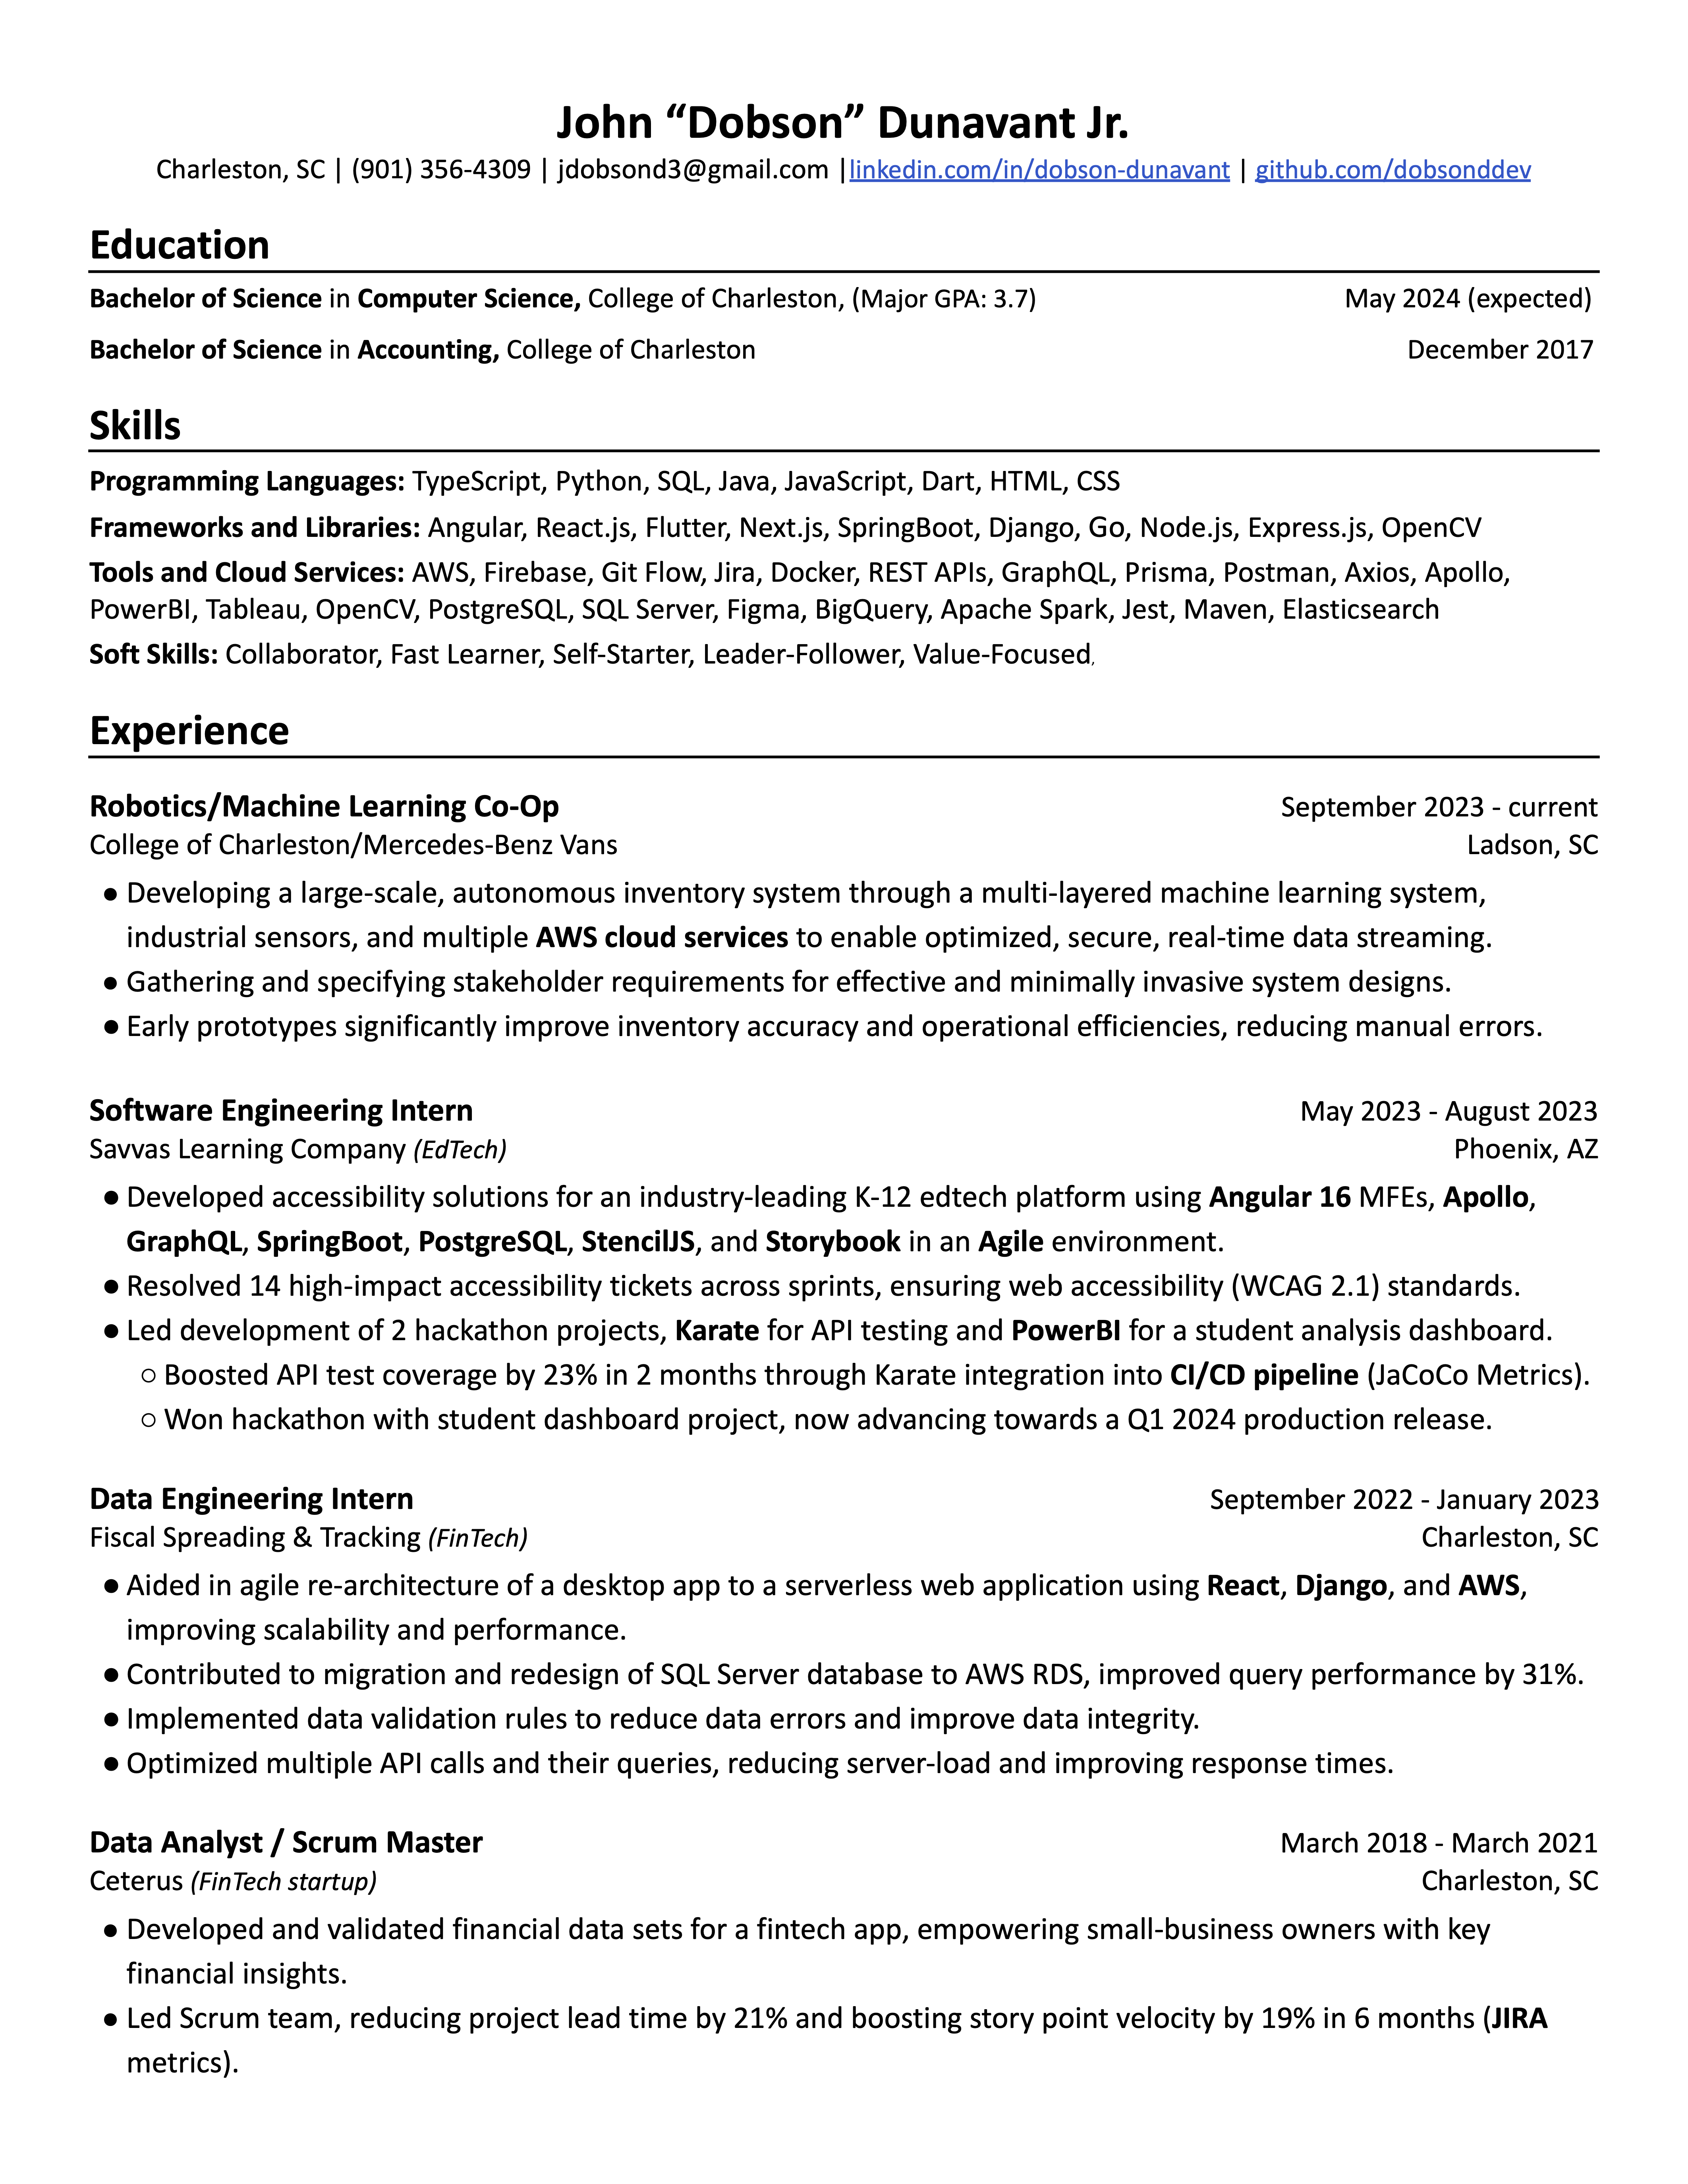 John “Dobson” Dunavant Jr.
Charleston, SC | (901) 356-4309 | jdobsond3@gmail.com |linkedin.com/in/dobson-dunavant | github.com/dobsonddev
Education
Bachelor of Science in Computer Science, College of Charleston, (Major GPA: 3.7) May 2024 (expected)
Bachelor of Science in Accounting, College of Charleston December 2017
Skills
Programming Languages: TypeScript, Python, SQL, Java, JavaScript, Dart, HTML, CSS
Frameworks and Libraries: Angular, React.js, Flutter, Next.js, SpringBoot, Django, Go, Node.js, Express.js, OpenCV
Tools and Cloud Services: AWS, Firebase, Git Flow, Jira, Docker, REST APIs, GraphQL, Prisma, Postman, Axios, Apollo,
PowerBI, Tableau, OpenCV, PostgreSQL, SQL Server, Figma, BigQuery, Apache Spark, Jest, Maven, Elasticsearch
Soft Skills: Collaborator, Fast Learner, Self-Starter, Leader-Follower, Value-Focused,
Experience
Robotics/Machine Learning Co-Op September 2023 - current
College of Charleston/Mercedes-Benz Vans Ladson, SC
● Developing a large-scale, autonomous inventory system through a multi-layered machine learning system,
industrial sensors, and multiple AWS cloud services to enable optimized, secure, real-time data streaming.
● Gathering and specifying stakeholder requirements for effective and minimally invasive system designs.
● Early prototypes significantly improve inventory accuracy and operational efficiencies, reducing manual errors.
Software Engineering Intern May 2023 - August 2023
Savvas Learning Company (EdTech) Phoenix, AZ
● Developed accessibility solutions for an industry-leading K-12 edtech platform using Angular 16 MFEs, Apollo,
GraphQL, SpringBoot, PostgreSQL, StencilJS, and Storybook in an Agile environment.
● Resolved 14 high-impact accessibility tickets across sprints, ensuring web accessibility (WCAG 2.1) standards.
● Led development of 2 hackathon projects, Karate for API testing and PowerBI for a student analysis dashboard.
○ Boosted API test coverage by 23% in 2 months through Karate integration into CI/CD pipeline (JaCoCo Metrics).
○ Won hackathon with student dashboard project, now advancing towards a Q1 2024 production release.
Data Engineering Intern September 2022 - January 2023
Fiscal Spreading & Tracking (FinTech) Charleston, SC
● Aided in agile re-architecture of a desktop app to a serverless web application using React, Django, and AWS,
improving scalability and performance.
● Contributed to migration and redesign of SQL Server database to AWS RDS, improved query performance by 31%.
● Implemented data validation rules to reduce data errors and improve data integrity.
● Optimized multiple API calls and their queries, reducing server-load and improving response times.
Data Analyst / Scrum Master March 2018 - March 2021
Ceterus (FinTech startup) Charleston, SC
● Developed and validated financial data sets for a fintech app, empowering small-business owners with key
financial insights.
● Led Scrum team, reducing project lead time by 21% and boosting story point velocity by 19% in 6 months (JIRA
metrics).